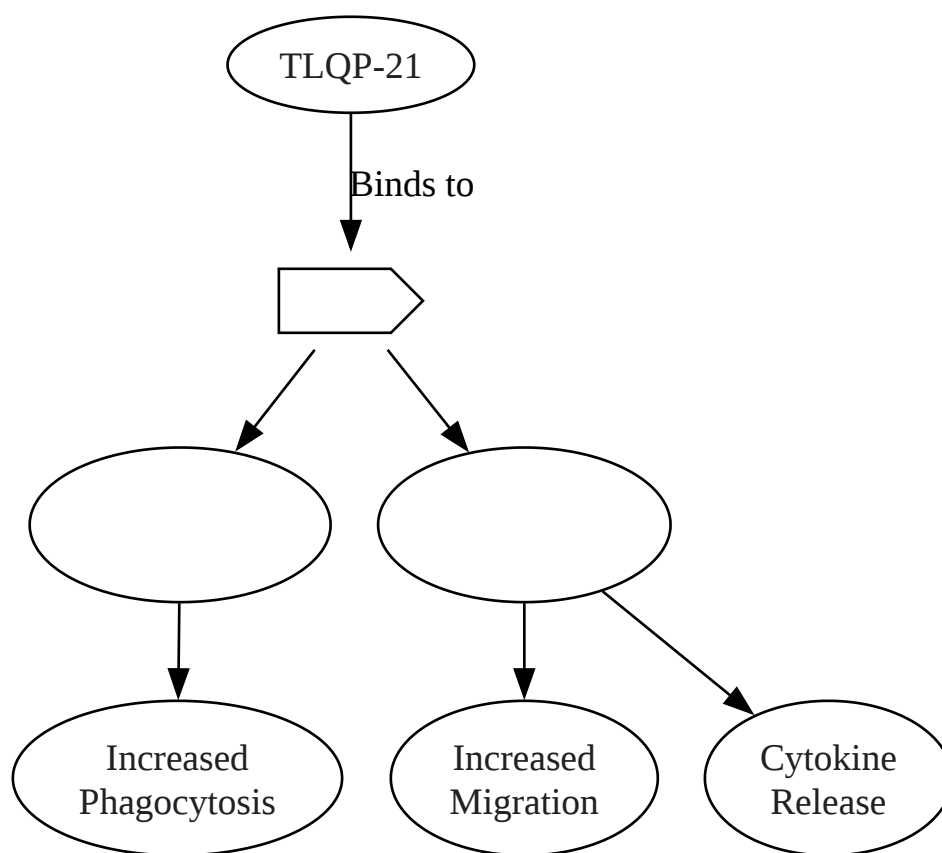 TLQP-21
Binds to
Increased
Phagocytosis
Increased
Migration
Cytokine
Release